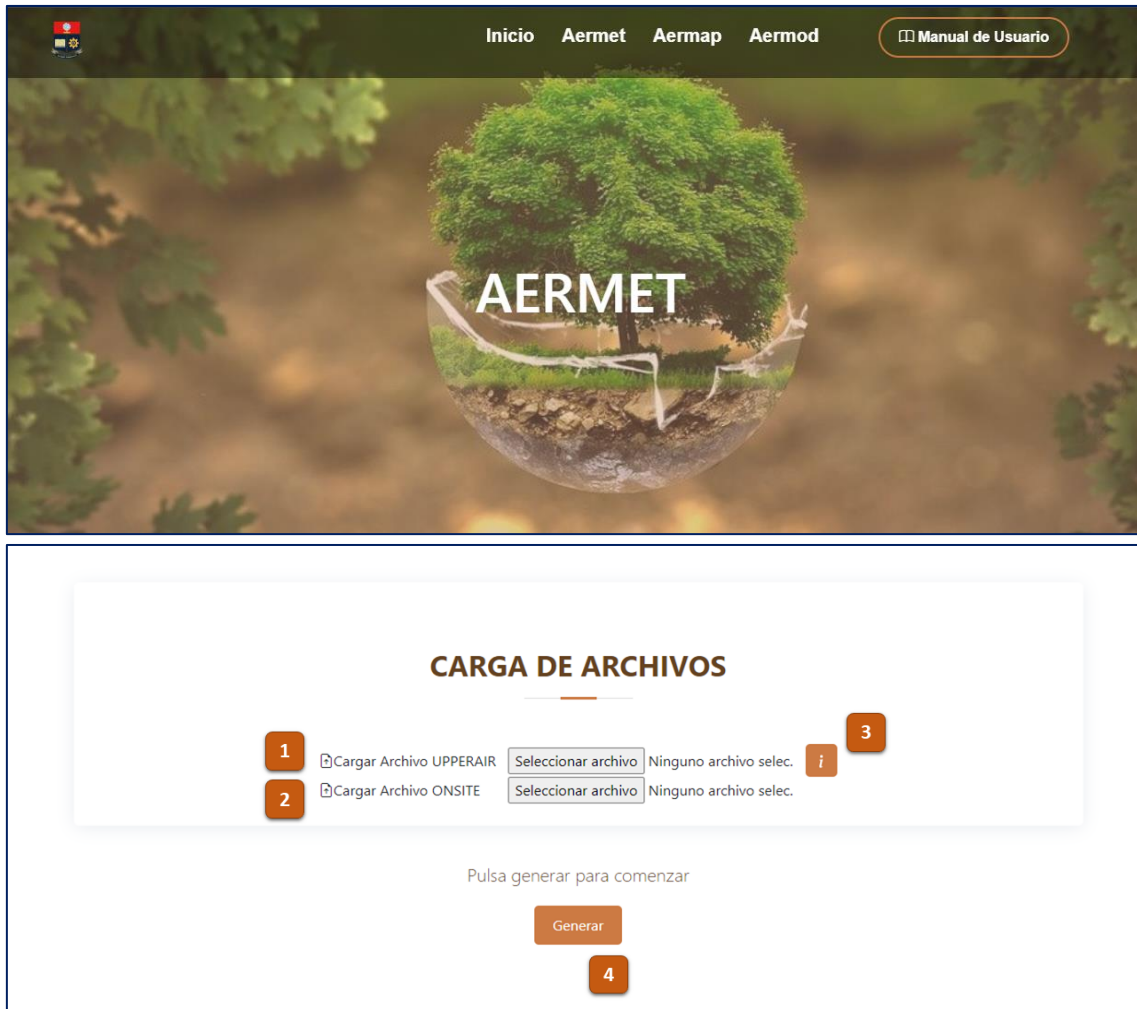 Inicio Aermet Aermap Aermod Manual de Usuario
AERMET
CARGA DE ARCHIVOS
3
1 Cargar Archivo UPPERAIR Seleccionar archivo Ninguno archivo selec. i
2 Cargar Archivo ONSITE Seleccionar archivo Ninguno archivo selec.
Pulsa generar para comenzar
Generar
4